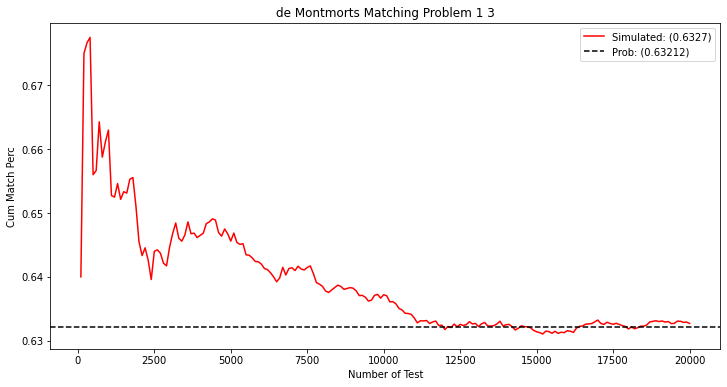 de Montmorts Matching Problem 1 3
Simulated: (0.6327)
Prob: (0.63212)
Cum Match Perc
0.67
0.66
0.65
0.64
0.63
0 2500 5000 7500 10000 12500 15000 17500 20000
Number of Test